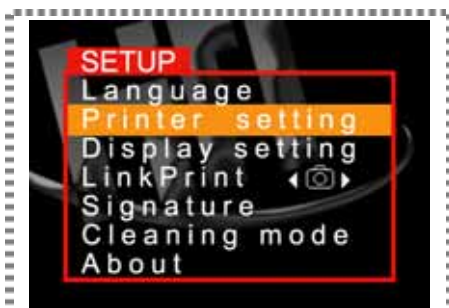 SETUP
Language
Printer setting
Display setting
LinkPrint
Signature
Cleaning mode
About